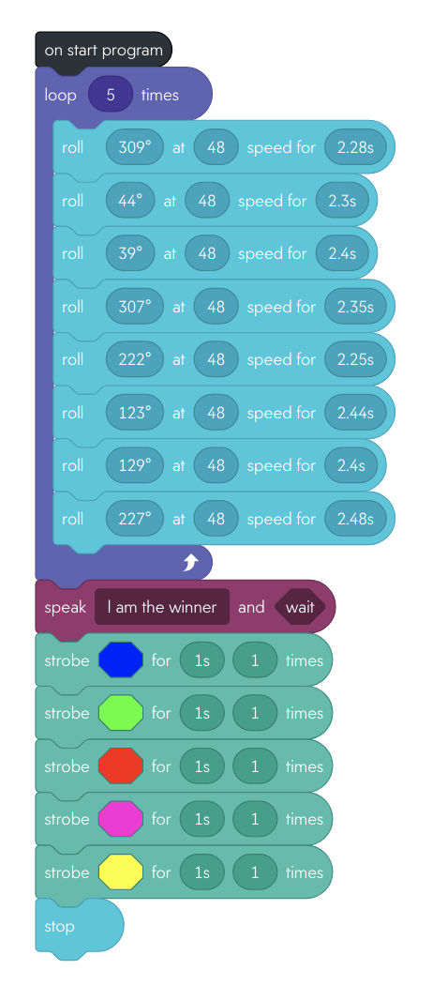 on start program
loop 5 times
roll 309° at 48 speed for 2.28s
roll 44° at 48 speed for 2.3s
roll 39° at 48 speed for 2.4s
roll 307° at 48 speed for 2.35s
roll 222° at 48 speed for 2.25s
roll 123° at 48 speed for 2.44s
roll 129° at 48 speed for 2.4s
roll 227° at 48 speed for 2.48s
speak I am the winner and wait
strobe for 1s 1 times
strobe for 1s 1 times
strobe for 1s 1 times
strobe for 1s 1 times
strobe for 1s 1 times
stop